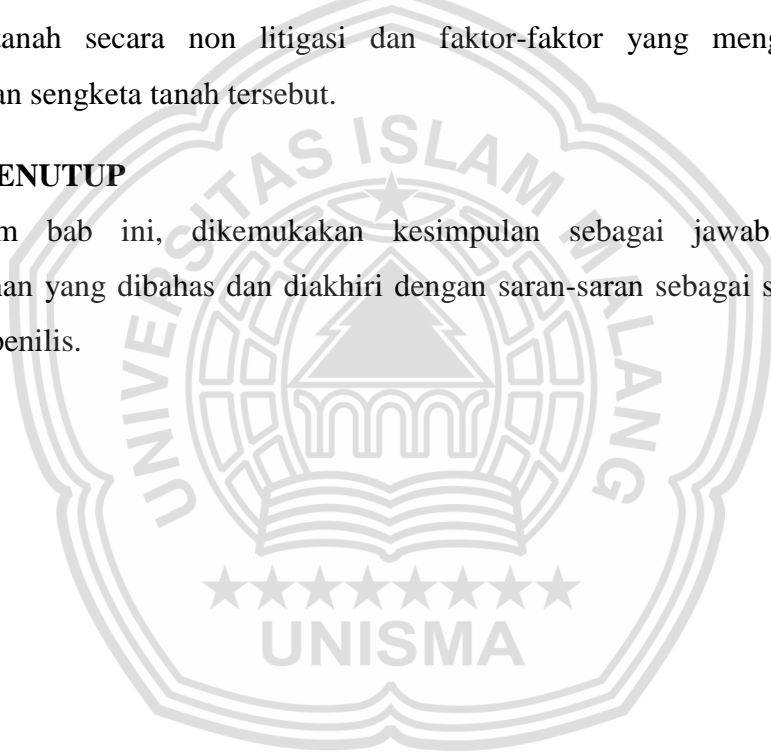 tanah secara non litigasi dan faktor-faktor yang meng
an sengketa tanah tersebut.
ENUTUP
m bab ini, dikemukakan kesimpulan sebagai jawab
an yang dibahas dan diakhiri dengan saran-saran sebagai s
penilis.
UNIVERSITAS ISLAM MALANG
UNISMA